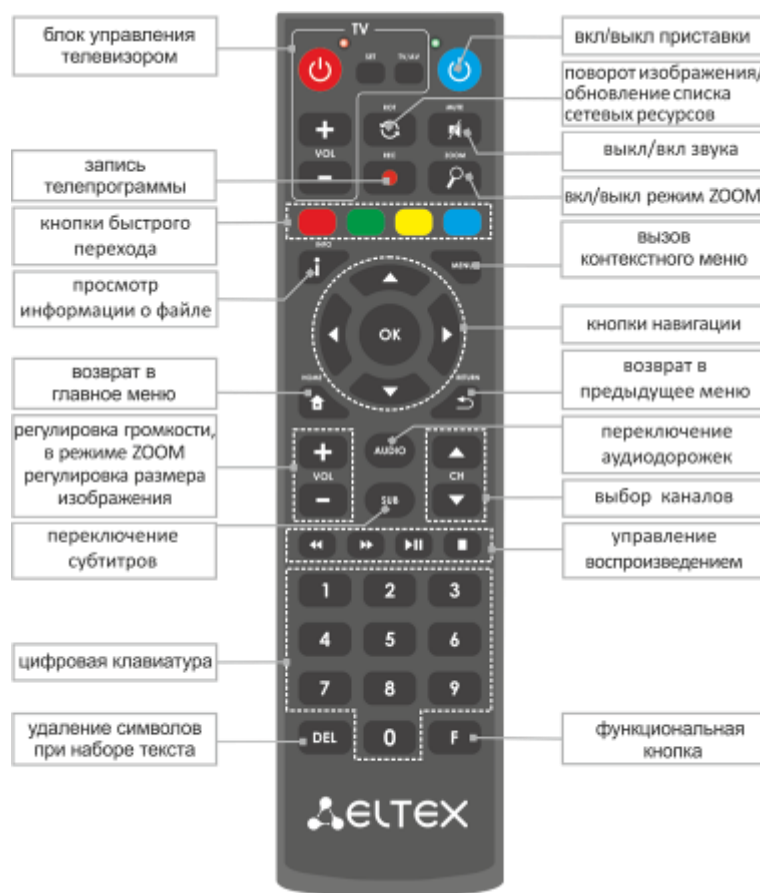 блок управления
телевизором
запись
телепрограммы
кнопки быстрого
перехода
просмотр
информации о файле
возврат в
главное меню
регулировка громкости,
в режиме ZOOM
регулировка размера
изображения
переключение
субтитров
цифровая клавиатура
удаление символов
при наборе текста
TV
SET
TV/AV
ROT
MUTE
+
VOL
−
REC
ZOOM
INFO
i
MENU
OK
HOME
RETURN
+
VOL
−
AUDIO
SUB
CH
1 2 3
4 5 6
7 8 9
DEL 0 F
ELTEX
вкл/выкл приставки
поворот изображения/
обновление списка
сетевых ресурсов
выкл/вкл звука
вкл/выкл режим ZOOM
вызов
контекстного меню
кнопки навигации
возврат в
предыдущее меню
переключение
аудиодорожек
выбор каналов
управление
воспроизведением
функциональная
кнопка